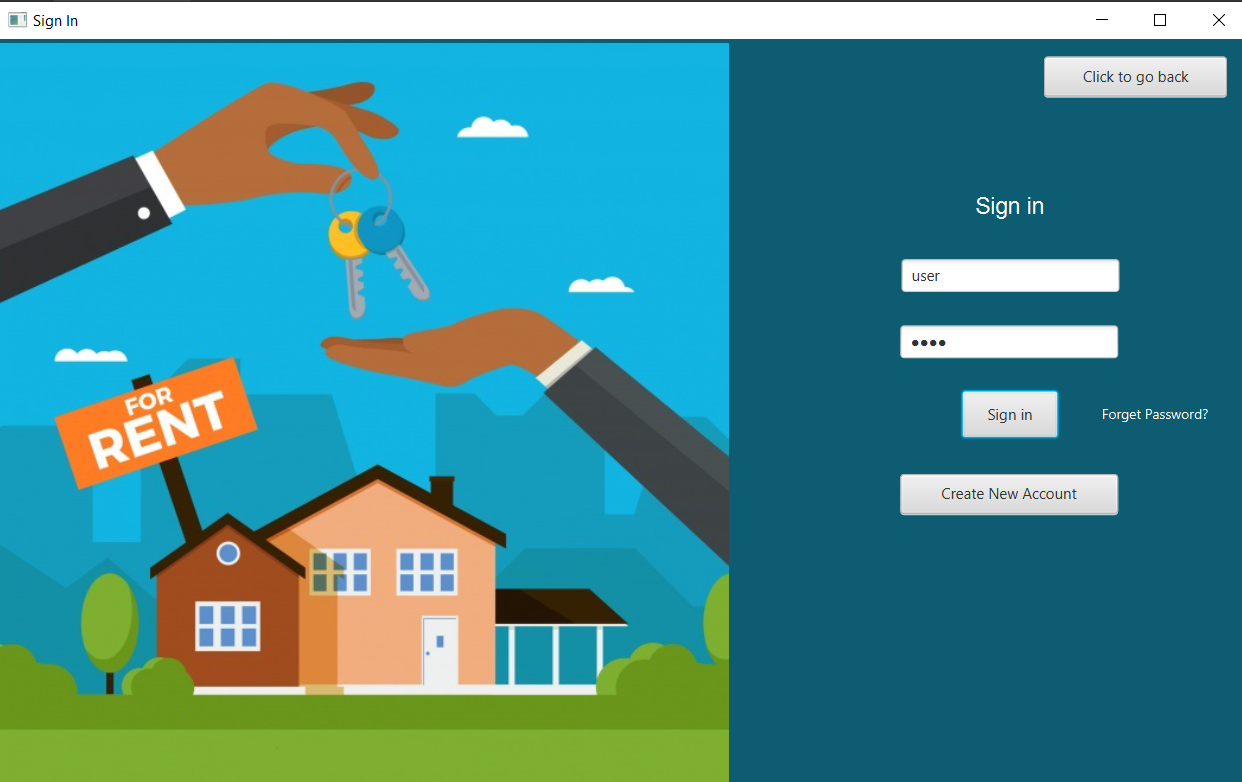 Sign In
Click to go back
Sign in
user
••••
Sign in
Forget Password?
Create New Account
FOR
RENT